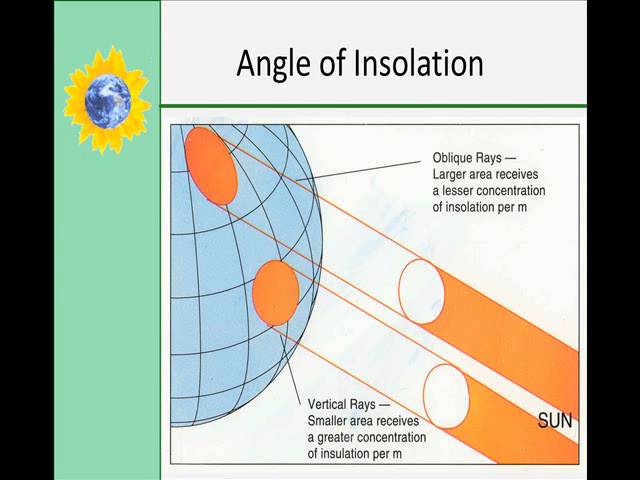 Angle of Insolation
Oblique Rays —
Larger area receives
a lesser concentration
of insolation per m
Vertical Rays —
Smaller area receives
a greater concentration
of insulation per m
SUN